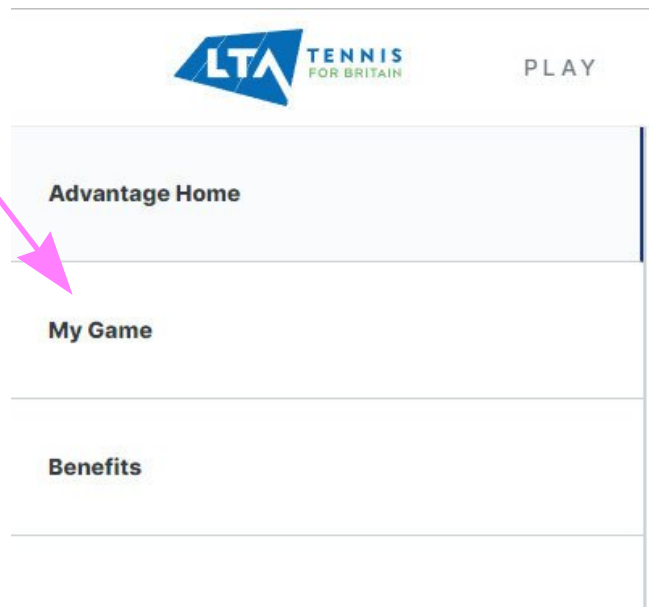 LTA TENNIS
FOR BRITAIN
PLAY
Advantage Home
My Game
Benefits